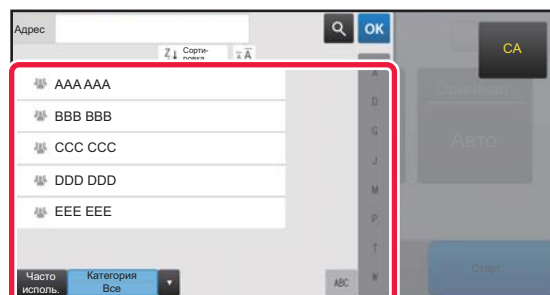 Адрес
OK
CA
Сорти-
ровка
A
A
AAA AAA
BBB BBB
CCC CCC
DDD DDD
EEE EEE
A
D
G
J
M
P
T
W
ABC
Часто
исполь.
Категория
Все
Оригинал
Авто
Старт